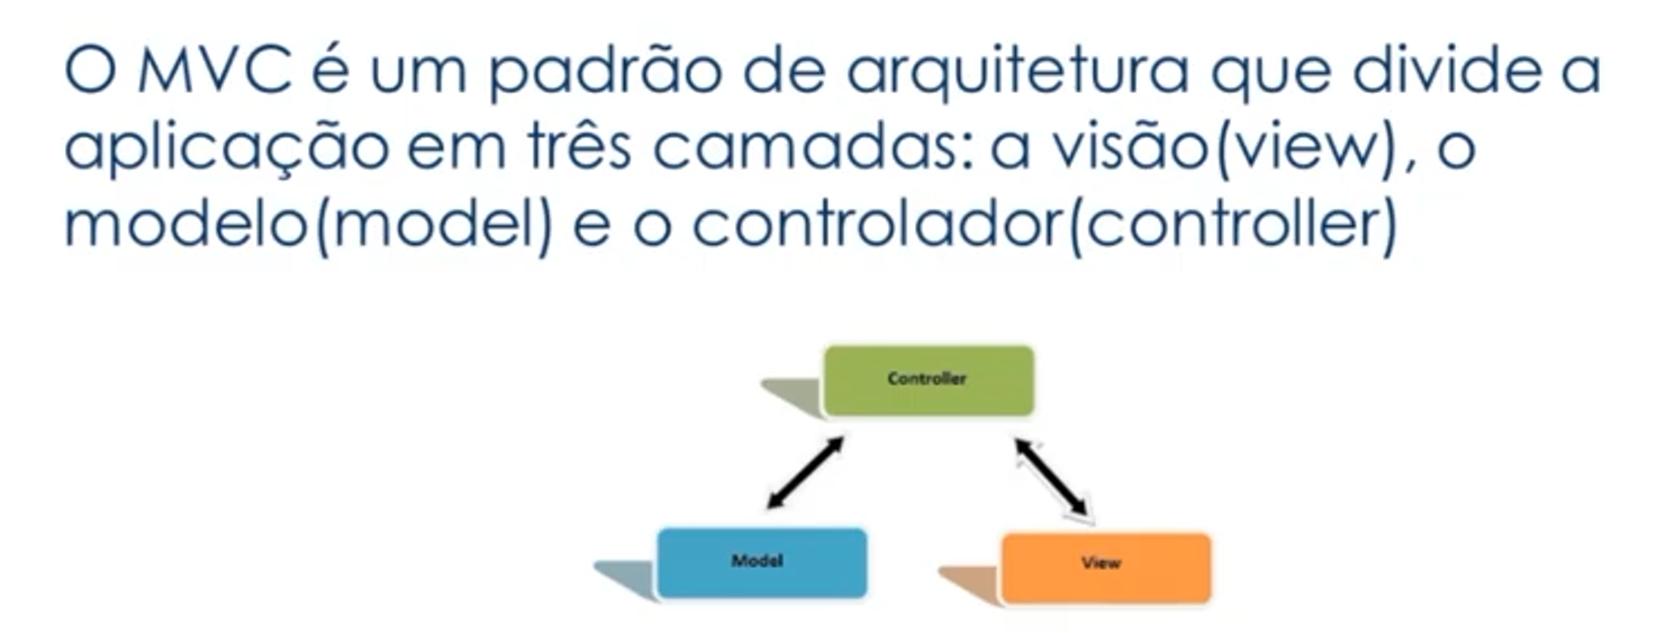 O MVC é um padrão de arquitetura que divide a
aplicação em três camadas: a visão(view), o
modelo(model) e o controlador(controller)
Controller
Model
View